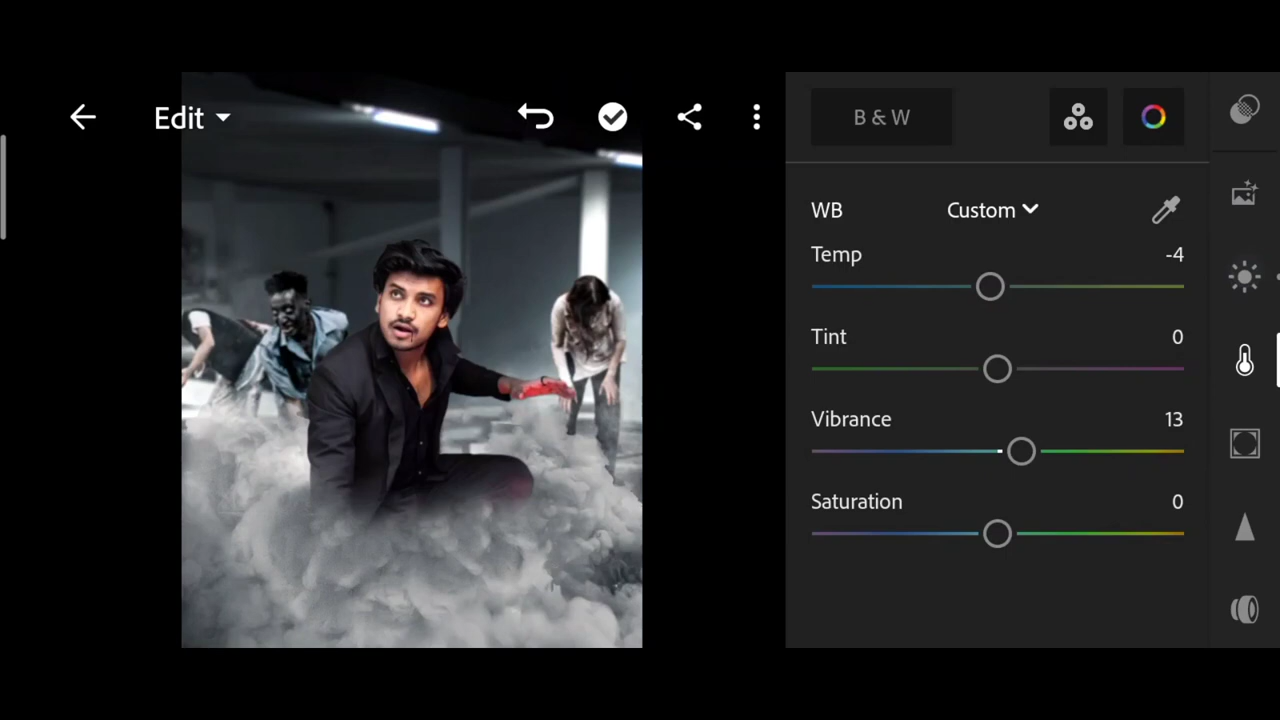 Edit
B & W
WB Custom
Temp -4
Tint 0
Vibrance 13
Saturation 0